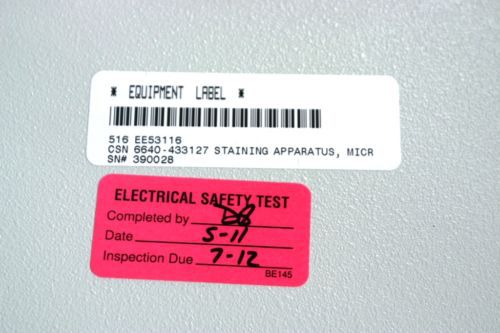 * EQUIPMENT LABEL *
516 EE53116
CSN 6640-433127 STAINING APPARATUS, MICR
SN# 390028
ELECTRICAL SAFETY TEST
Completed by DB
Date 5-11
Inspection Due 7-12
BE145